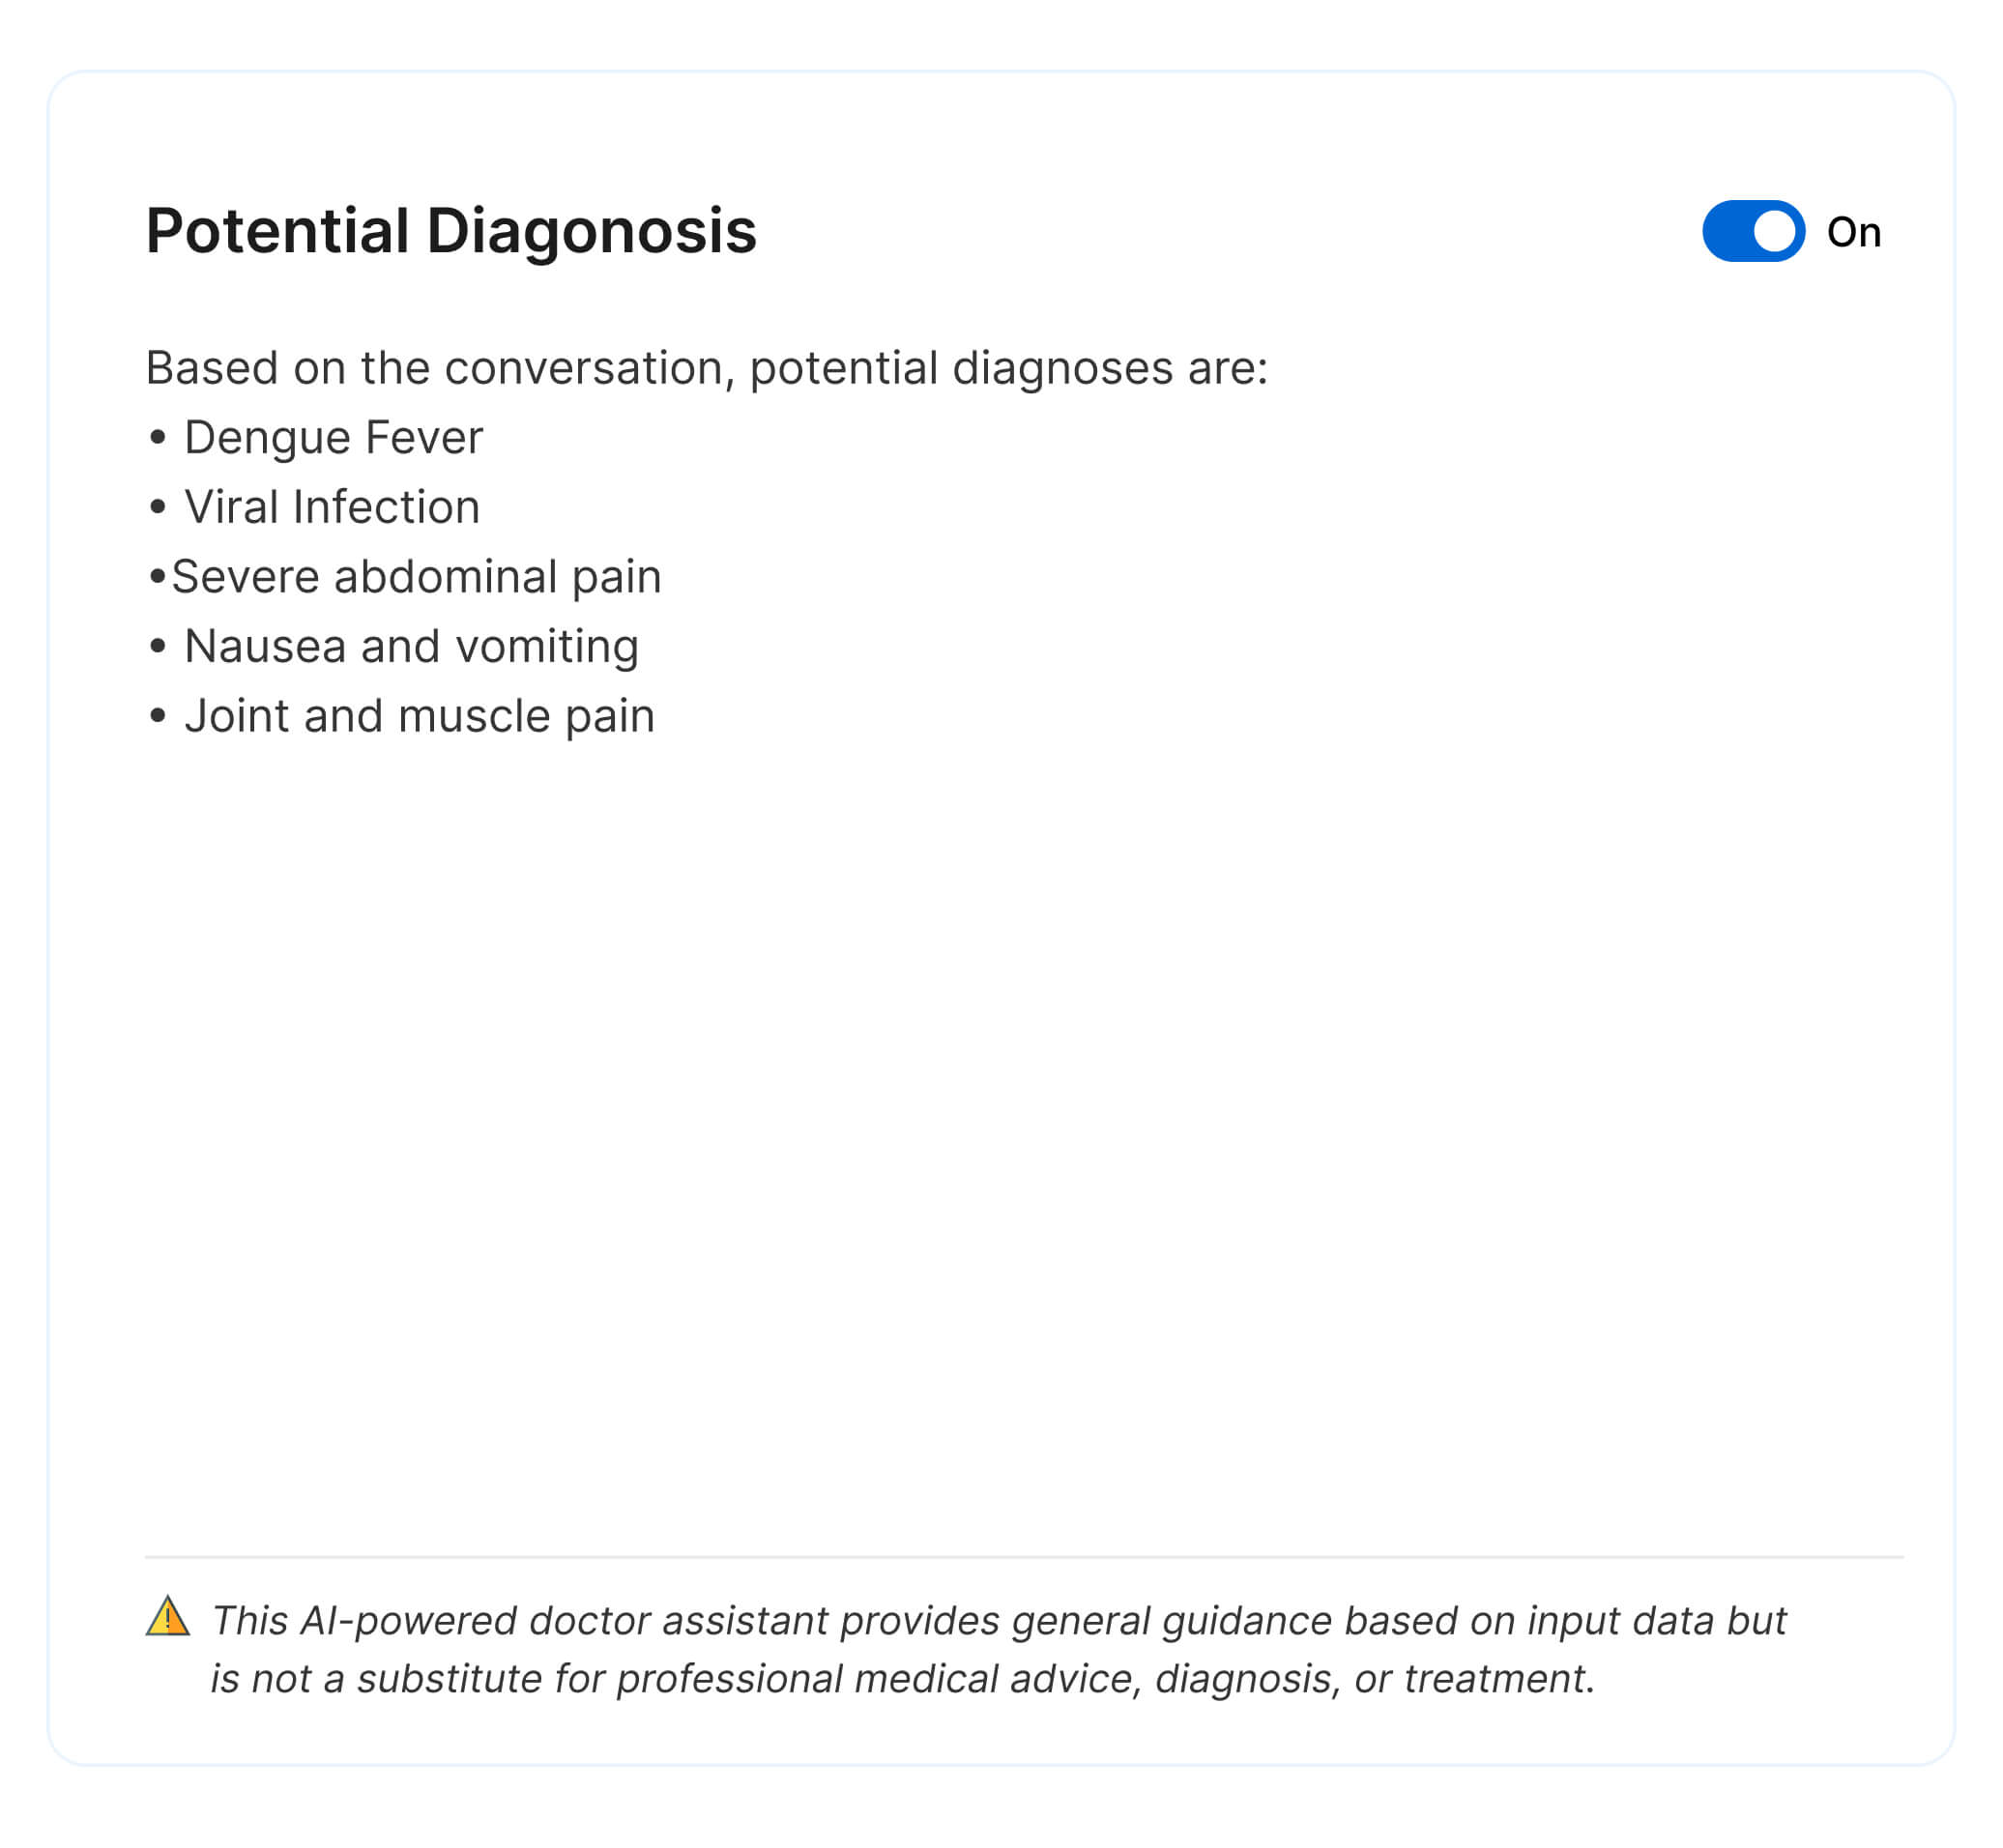 Potential Diagonosis
On
Based on the conversation, potential diagnoses are:
• Dengue Fever
• Viral Infection
•Severe abdominal pain
• Nausea and vomiting
• Joint and muscle pain
⚠️ This AI-powered doctor assistant provides general guidance based on input data but
is not a substitute for professional medical advice, diagnosis, or treatment.